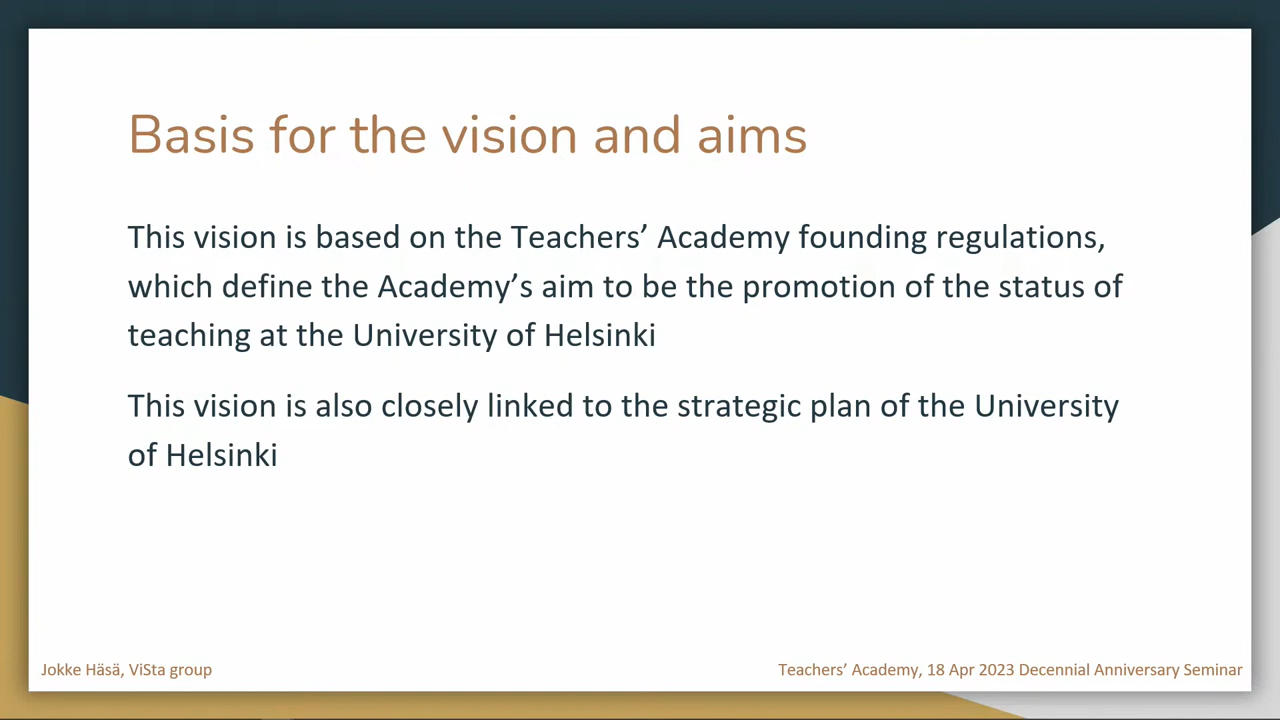 Basis for the vision and aims
This vision is based on the Teachers’ Academy founding regulations,
which define the Academy’s aim to be the promotion of the status of
teaching at the University of Helsinki
This vision is also closely linked to the strategic plan of the University
of Helsinki
Jokke Häsä, ViSta group
Teachers’ Academy, 18 Apr 2023 Decennial Anniversary Seminar